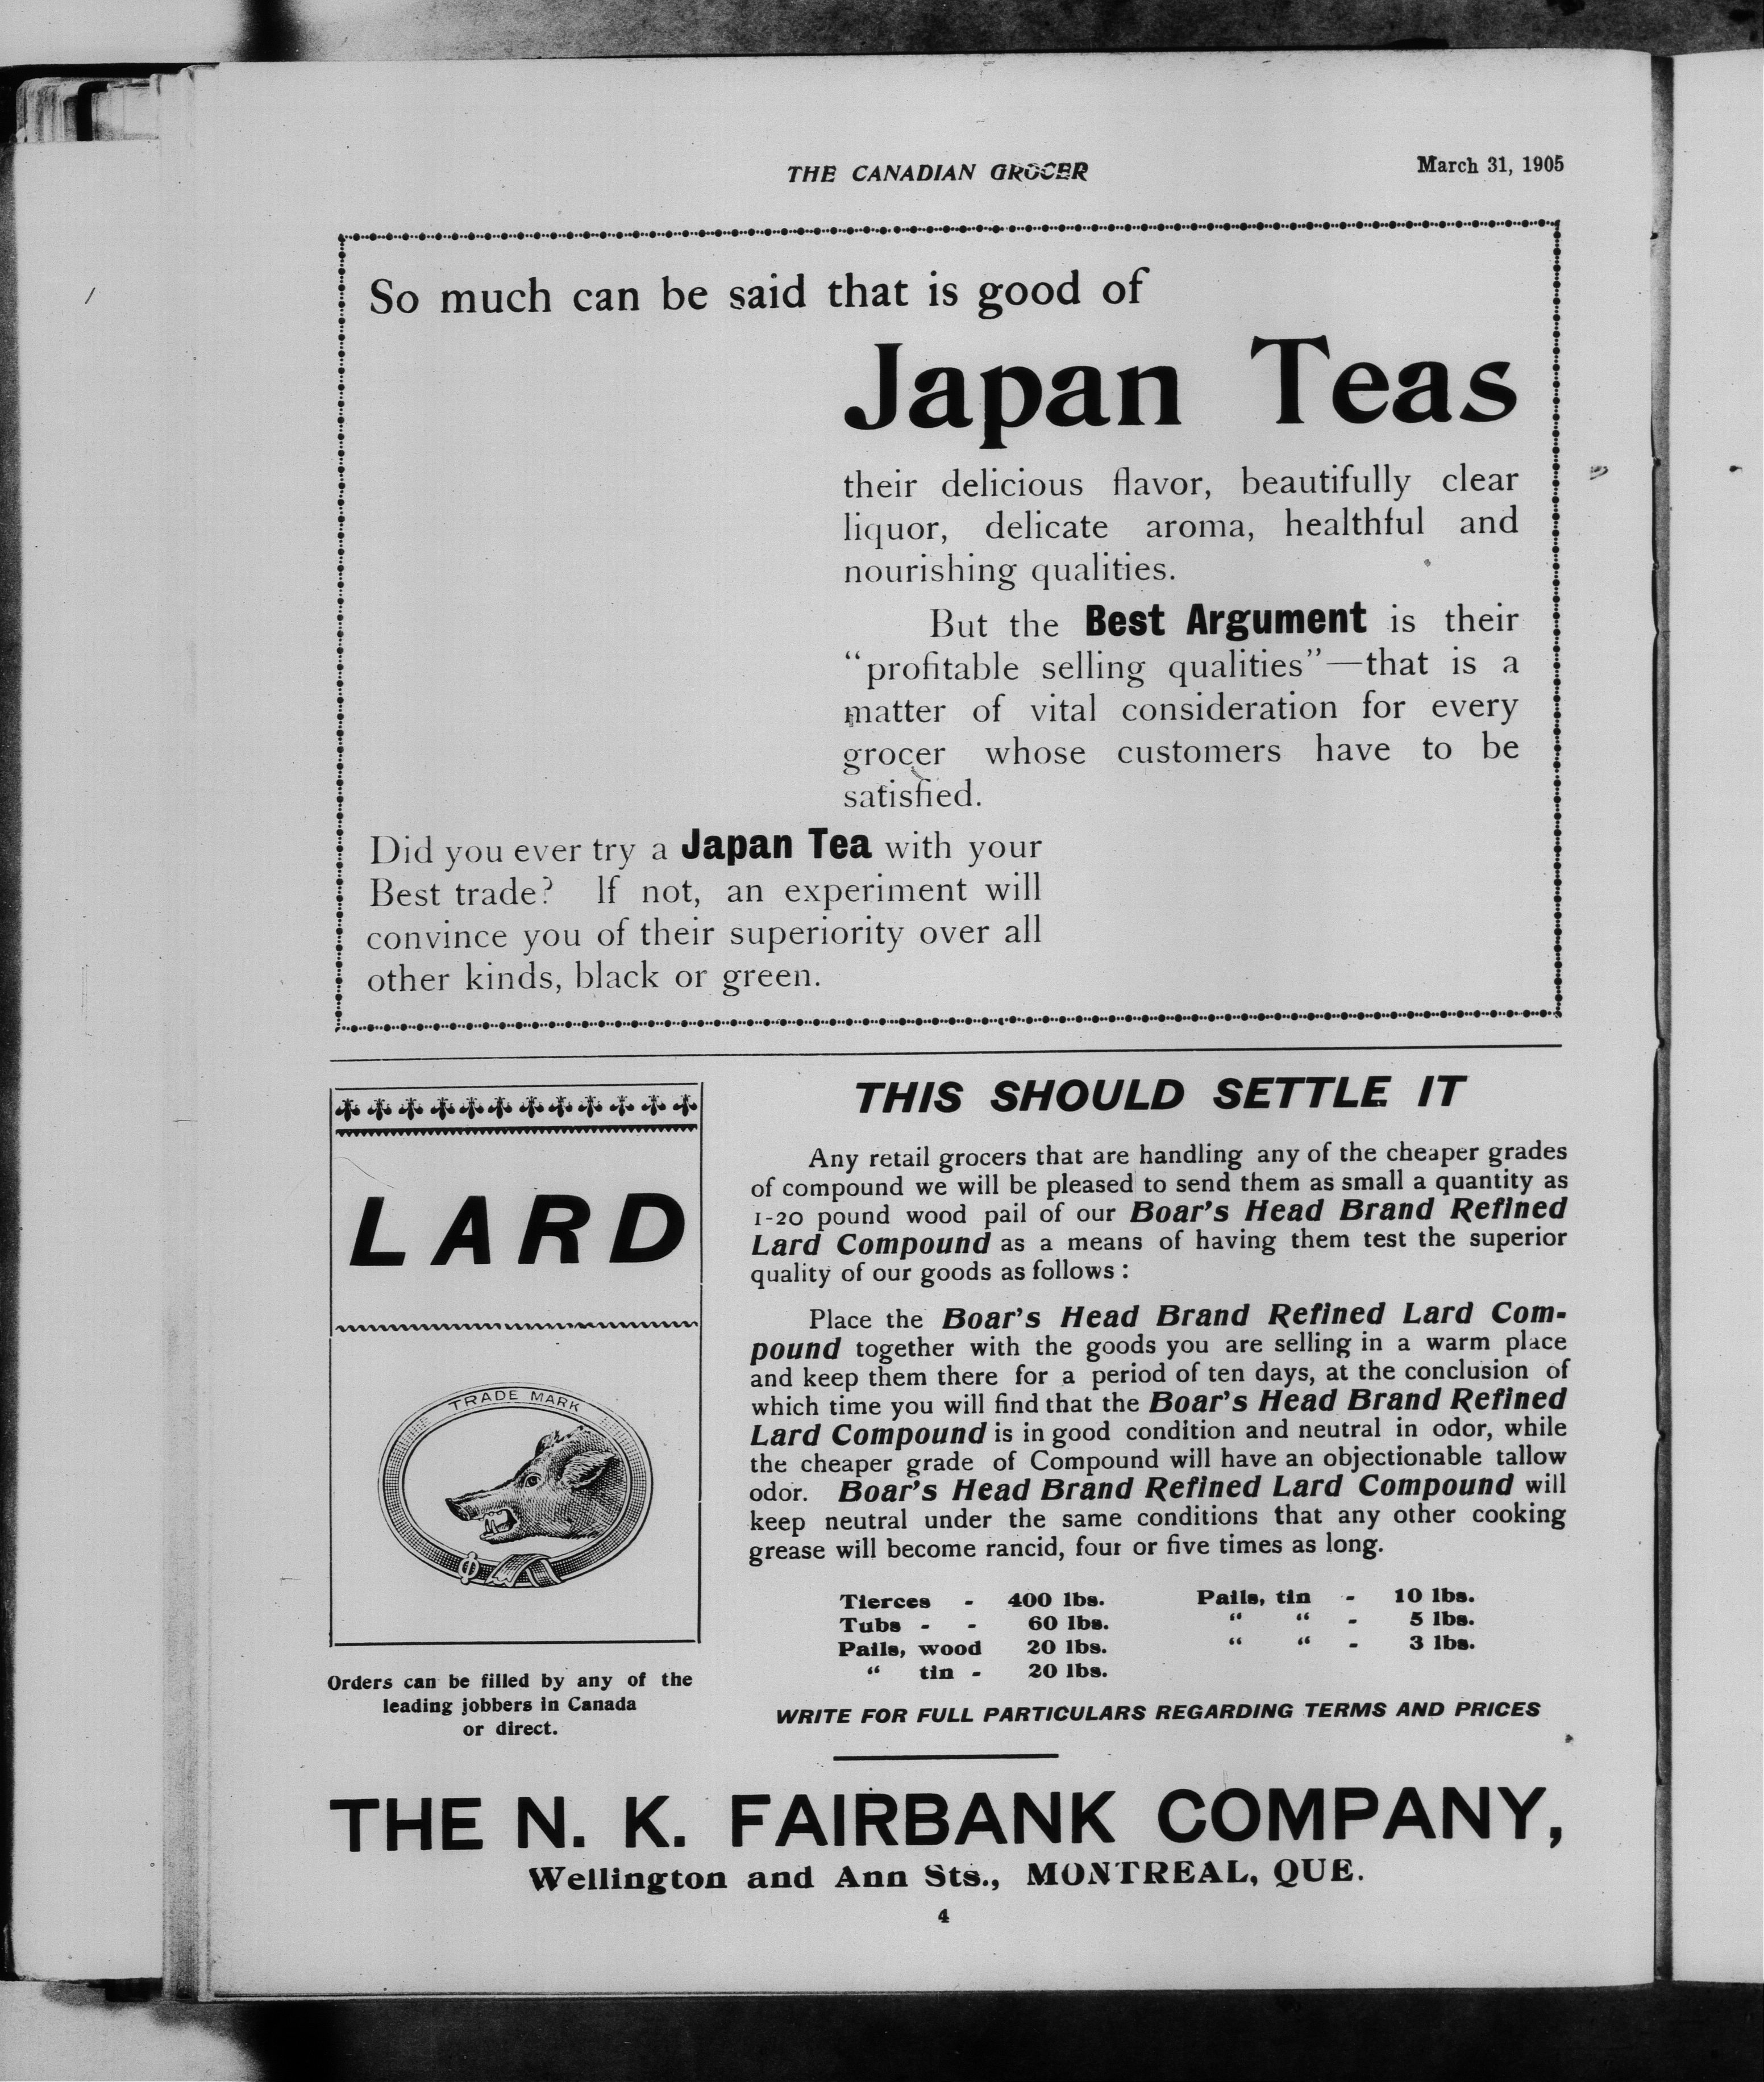 THE CANADIAN GROCER
March 31, 1905
So much can be said that is good of
Japan Teas
their delicious flavor, beautifully clear
liquor, delicate aroma, healthful and
nourishing qualities.
But the Best Argument is their
“profitable selling qualities”—that is a
matter of vital consideration for every
grocer whose customers have to be
satisfied.
Did you ever try a Japan Tea with your
Best trade? If not, an experiment will
convince you of their superiority over all
other kinds, black or green.
LARD
TRADE MARK
Orders can be filled by any of the
leading jobbers in Canada
or direct.
THIS SHOULD SETTLE IT
Any retail grocers that are handling any of the cheaper grades
of compound we will be pleased to send them as small a quantity as
1-20 pound wood pail of our Boar's Head Brand Refined
Lard Compound as a means of having them test the superior
quality of our goods as follows :
Place the Boar's Head Brand Refined Lard Com-
pound together with the goods you are selling in a warm place
and keep them there for a period of ten days, at the conclusion of
which time you will find that the Boar's Head Brand Refined
Lard Compound is in good condition and neutral in odor, while
the cheaper grade of Compound will have an objectionable tallow
odor. Boar's Head Brand Refined Lard Compound will
keep neutral under the same conditions that any other cooking
grease will become rancid, four or five times as long.
Tierces - 400 lbs.
Tubs - - 60 lbs.
Pails, wood 20 lbs.
“ tin - 20 lbs.
Pails, tin - 10 lbs.
“ “ - 5 lbs.
“ “ - 3 lbs.
WRITE FOR FULL PARTICULARS REGARDING TERMS AND PRICES
THE N. K. FAIRBANK COMPANY,
Wellington and Ann Sts., MONTREAL, QUE.
4